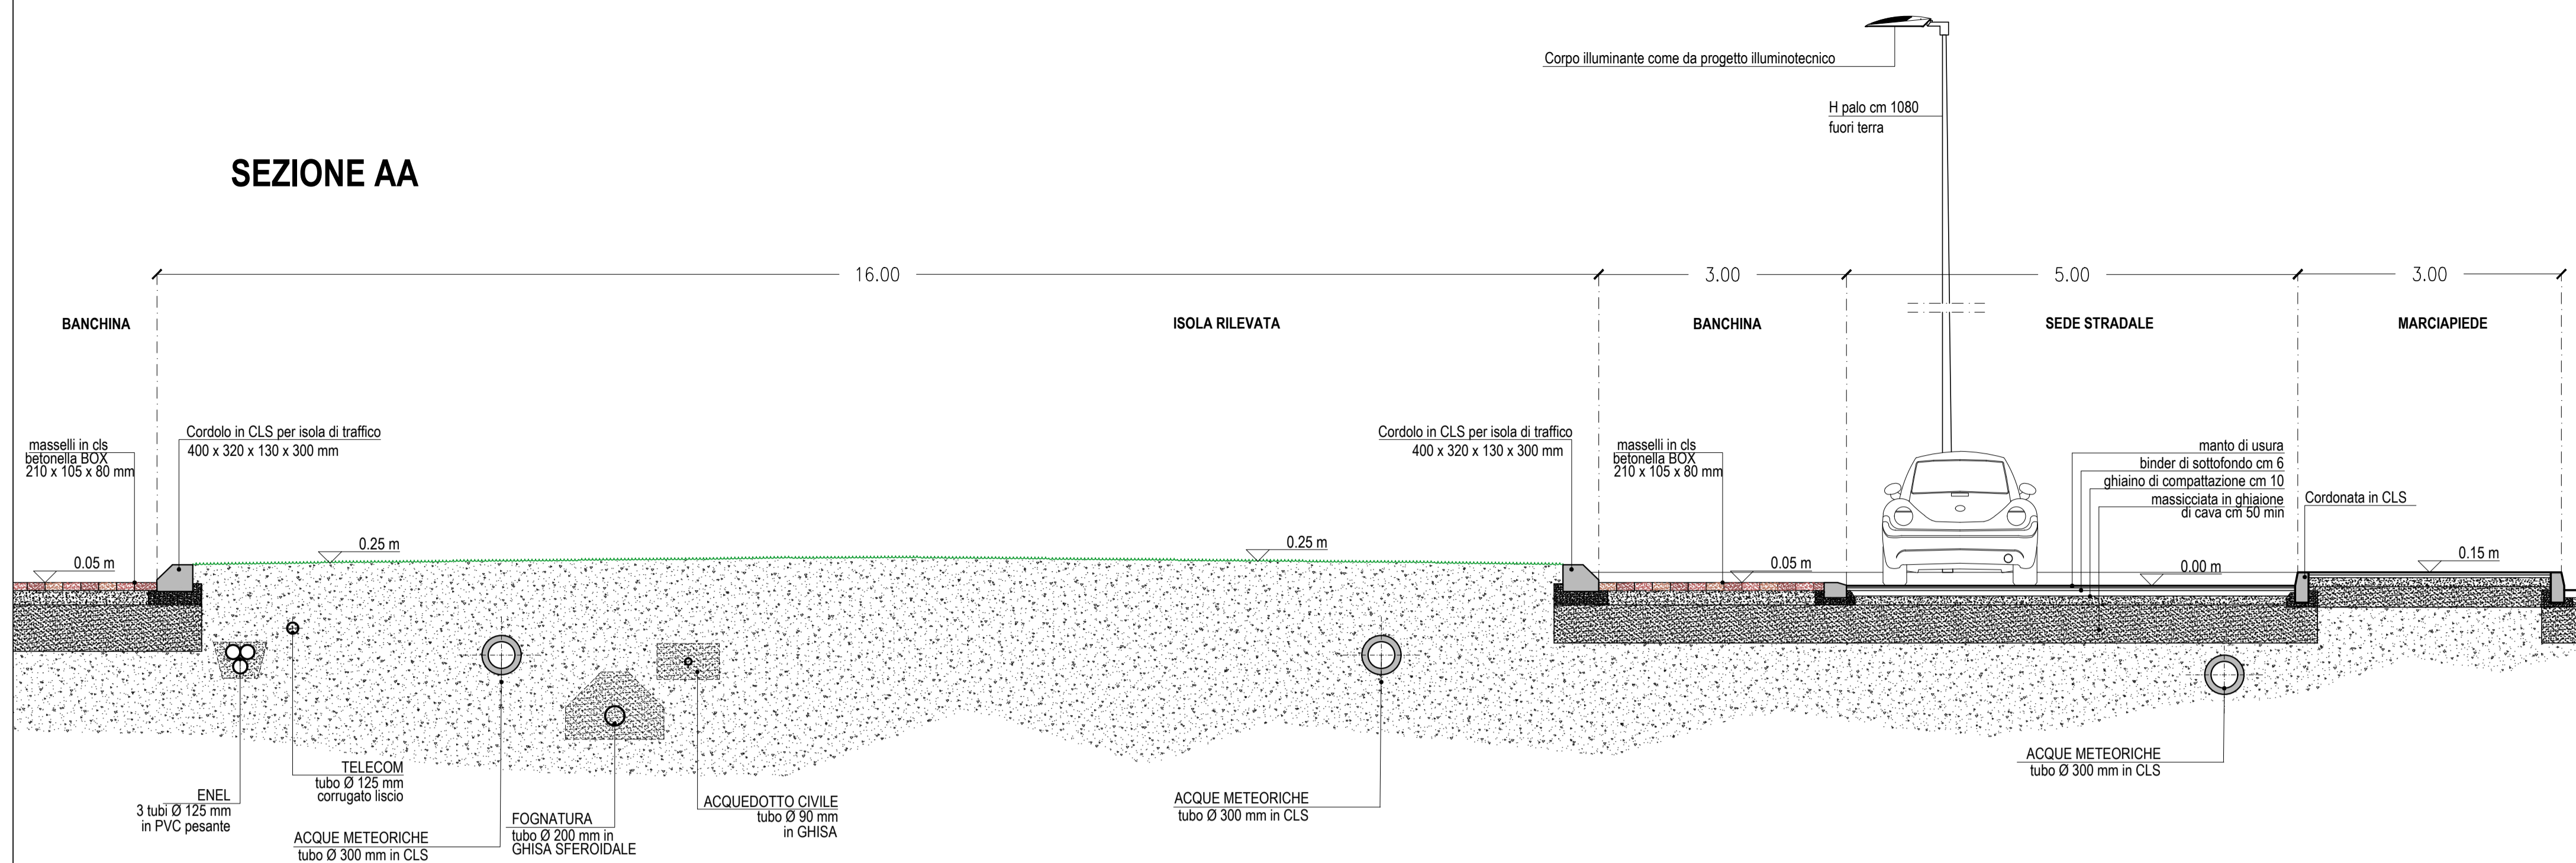 Corpo illuminante come da progetto illuminotecnico
H palo cm 1080
fuori terra
SEZIONE AA
16.00
3.00
5.00
3.00
BANCHINA
ISOLA RILEVATA
BANCHINA
SEDE STRADALE
MARCIAPIEDE
masselli in cls
betonella BOX
210 x 105 x 80 mm
Cordolo in CLS per isola di traffico
400 x 320 x 130 x 300 mm
Cordolo in CLS per isola di traffico
400 x 320 x 130 x 300 mm
masselli in cls
betonella BOX
210 x 105 x 80 mm
manto di usura
binder di sottofondo cm 6
ghiaino di compattazione cm 10
massicciata in ghiaione
di cava cm 50 min
Cordonata in CLS
0.05 m
0.25 m
0.25 m
0.05 m
0.00 m
0.15 m
ENEL
3 tubi Ø 125 mm
in PVC pesante
TELECOM
tubo Ø 125 mm
corrugato liscio
ACQUE METEORICHE
tubo Ø 300 mm in CLS
FOGNATURA
tubo Ø 200 mm in
GHISA SFEROIDALE
ACQUEDOTTO CIVILE
tubo Ø 90 mm
in GHISA
ACQUE METEORICHE
tubo Ø 300 mm in CLS
ACQUE METEORICHE
tubo Ø 300 mm in CLS